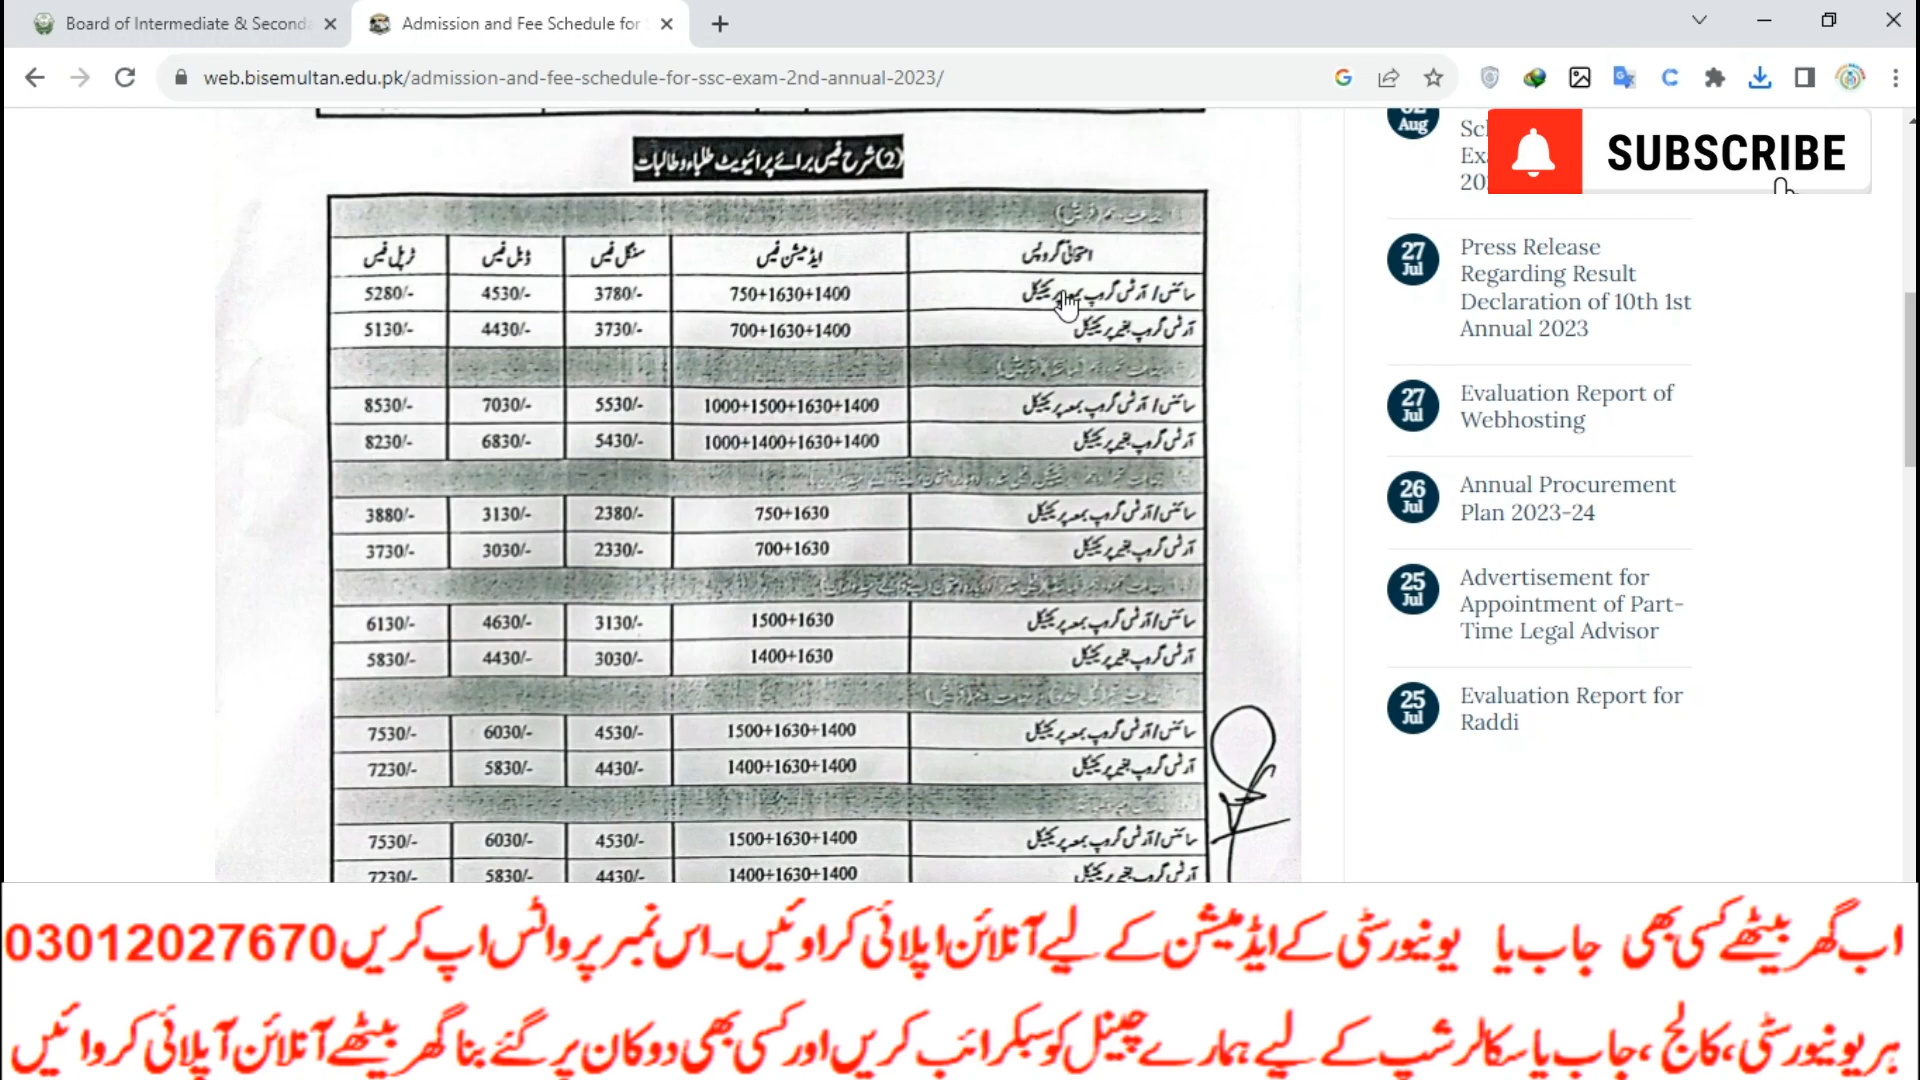 Board of Intermediate & Seconda
Admission and Fee Schedule for S
web.bisemultan.edu.pk/admission-and-fee-schedule-for-ssc-exam-2nd-annual-2023/
SUBSCRIBE
(2) شرح فیس برائے پرائیویٹ طلباء و طالبات
امتحانی گروپس ایڈمیشن فیس سنگل فیس ڈبل فیس ٹرپل فیس
سائنس / آرٹس گروپ بمعہ پریکٹیکل 750+1630+1400 3780/- 4530/- 5280/-
آرٹس گروپ بغیر پریکٹیکل 700+1630+1400 3730/- 4430/- 5130/-
سائنس / آرٹس گروپ بمعہ پریکٹیکل 1000+1500+1630+1400 5530/- 7030/- 8530/-
آرٹس گروپ بغیر پریکٹیکل 1000+1400+1630+1400 5430/- 6830/- 8230/-
سائنس / آرٹس گروپ بمعہ پریکٹیکل 750+1630 2380/- 3130/- 3880/-
آرٹس گروپ بغیر پریکٹیکل 700+1630 2330/- 3030/- 3730/-
سائنس / آرٹس گروپ بمعہ پریکٹیکل 1500+1630 3130/- 4630/- 6130/-
آرٹس گروپ بغیر پریکٹیکل 1400+1630 3030/- 4430/- 5830/-
سائنس / آرٹس گروپ بمعہ پریکٹیکل 1500+1630+1400 4530/- 6030/- 7530/-
آرٹس گروپ بغیر پریکٹیکل 1400+1630+1400 4430/- 5830/- 7230/-
سائنس / آرٹس گروپ بمعہ پریکٹیکل 1500+1630+1400 4530/- 6030/- 7530/-
آرٹس گروپ بغیر پریکٹیکل 1400+1630+1400 4430/- 5830/- 7230/-
02 Aug
27 Jul
Press Release
Regarding Result
Declaration of 10th 1st
Annual 2023
27 Jul
Evaluation Report of
Webhosting
26 Jul
Annual Procurement
Plan 2023-24
25 Jul
Advertisement for
Appointment of Part-
Time Legal Advisor
25 Jul
Evaluation Report for
Raddi
اب گھر بیٹھے کسی بھی جاب یا یونیورسٹی کے ایڈمیشن کے لیے آنلائن اپلائی کراوئیں۔اس نمبر پر واٹس اپ کریں 03012027670
ہر یونیورسٹی،کالج ،جاب یا سکالرشپ کے لیے ہمارے چینل کو سبکرائب کریں اور کسی بھی دوکان پر گئے بنا گھر بیٹھے آنلائن آپلائی کروائیں